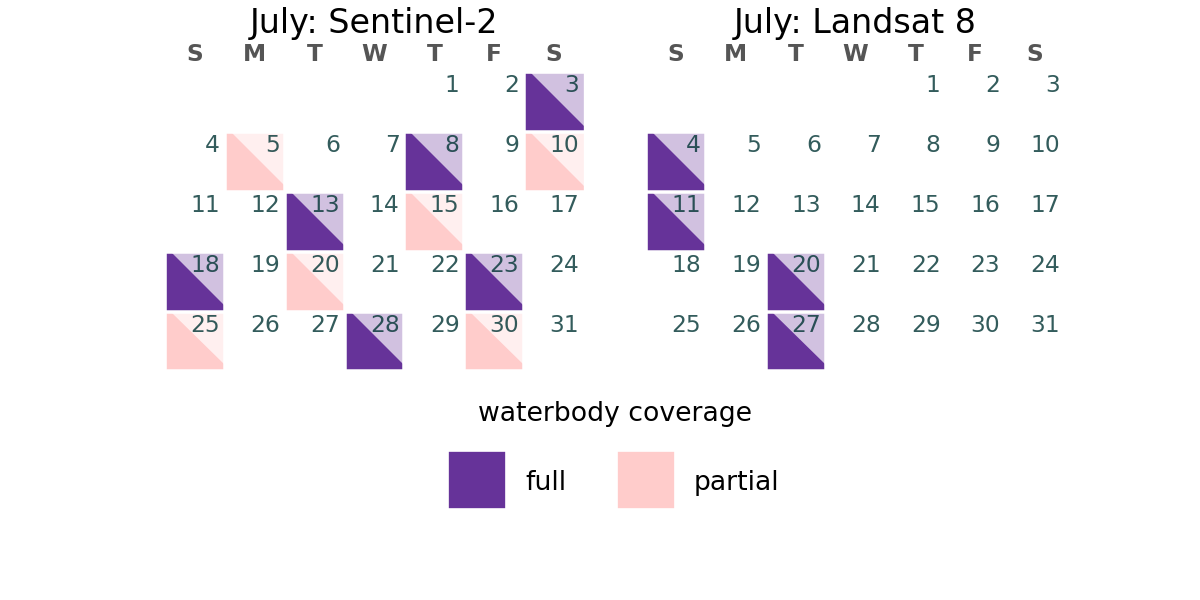 July: Sentinel-2
S M T W T F S
1 2 3
4 5 6 7 8 9 10
11 12 13 14 15 16 17
18 19 20 21 22 23 24
25 26 27 28 29 30 31
July: Landsat 8
S M T W T F S
1 2 3
4 5 6 7 8 9 10
11 12 13 14 15 16 17
18 19 20 21 22 23 24
25 26 27 28 29 30 31
waterbody coverage
full
partial